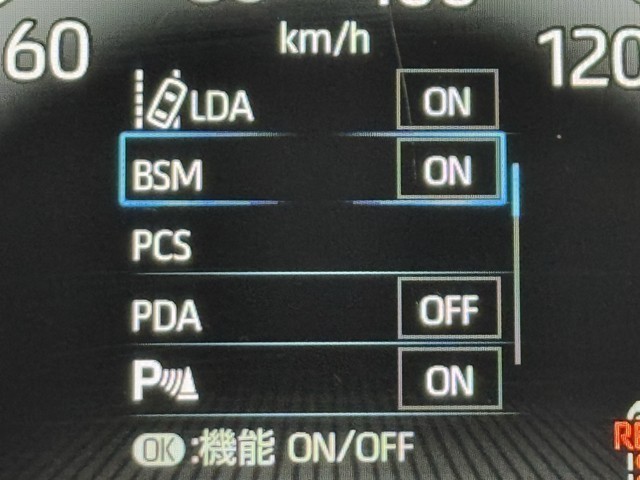 60
km/h
120
LDA ON
BSM ON
PCS
PDA OFF
P ON
OK :機能 ON/OFF